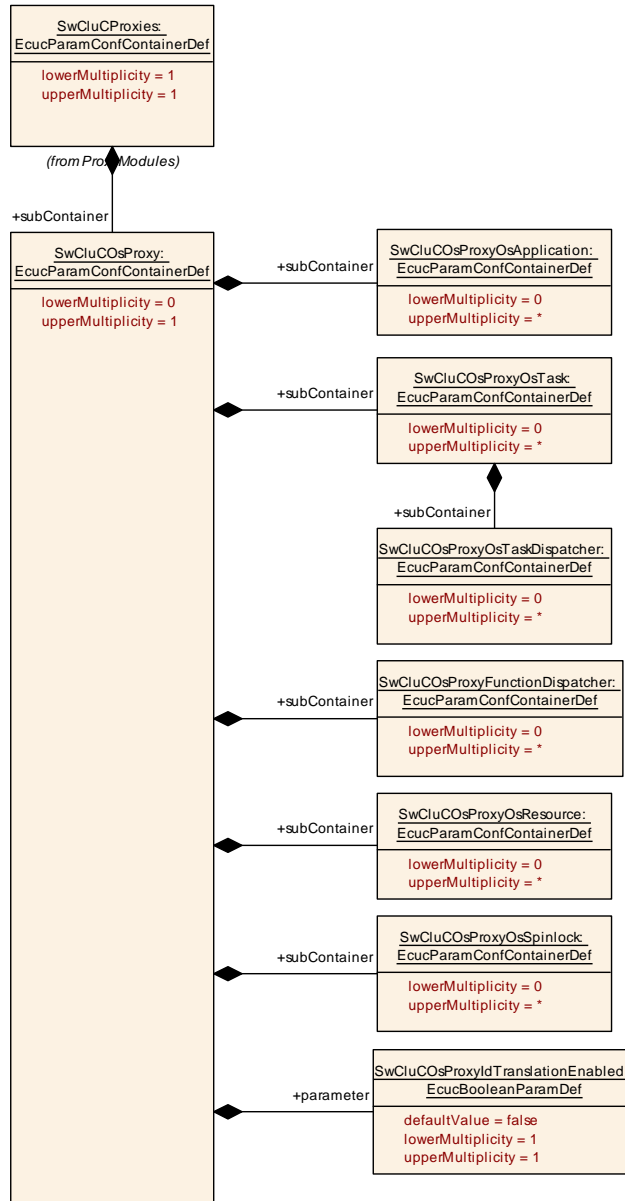 SwCluCProxies:
EcucParamConfContainerDef
lowerMultiplicity = 1
upperMultiplicity = 1
(from Prox Modules)
+subContainer
SwCluCOsProxy:
EcucParamConfContainerDef
lowerMultiplicity = 0
upperMultiplicity = 1
+subContainer
SwCluCOsProxyOsApplication:
EcucParamConfContainerDef
lowerMultiplicity = 0
upperMultiplicity = *
+subContainer
SwCluCOsProxyOsTask:
EcucParamConfContainerDef
lowerMultiplicity = 0
upperMultiplicity = *
+subContainer
SwCluCOsProxyOsTaskDispatcher:
EcucParamConfContainerDef
lowerMultiplicity = 0
upperMultiplicity = *
+subContainer
SwCluCOsProxyFunctionDispatcher:
EcucParamConfContainerDef
lowerMultiplicity = 0
upperMultiplicity = *
+subContainer
SwCluCOsProxyOsResource:
EcucParamConfContainerDef
lowerMultiplicity = 0
upperMultiplicity = *
+subContainer
SwCluCOsProxyOsSpinlock:
EcucParamConfContainerDef
lowerMultiplicity = 0
upperMultiplicity = *
+parameter
SwCluCOsProxyIdTranslationEnabled
EcucBooleanParamDef
defaultValue = false
lowerMultiplicity = 1
upperMultiplicity = 1